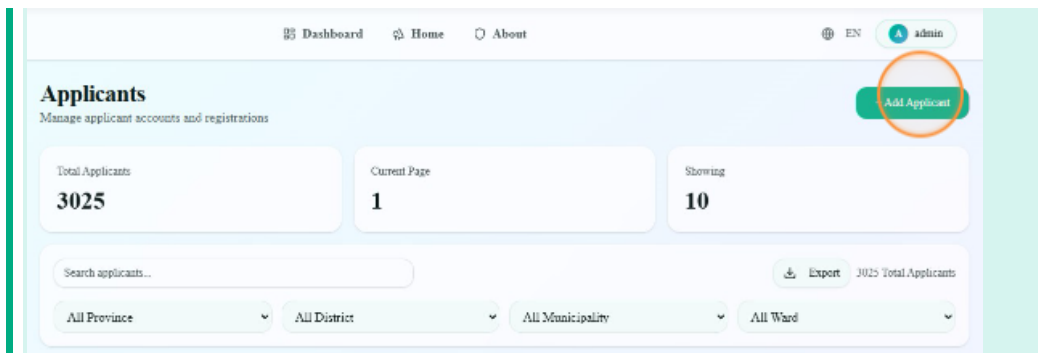 Dashboard Home About EN A admin
Applicants
+ Add Applicant
Manage applicant accounts and registrations
Total Applicants Current Page Showing
3025 1 10
Search applicants... Export 3025 Total Applicants
All Province All District All Municipality All Ward